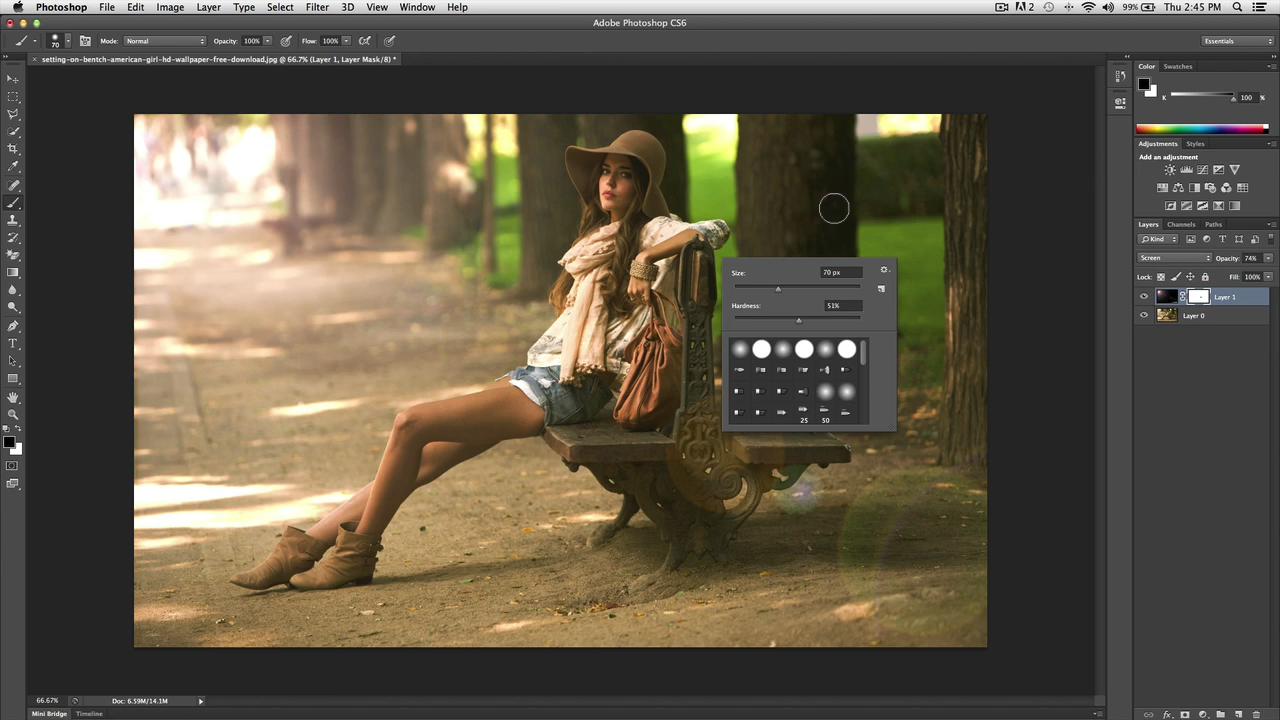 Photoshop File Edit Image Layer Type Select Filter 3D View Window Help 2 99% Thu 2:45 PM
Adobe Photoshop CS6
70 Mode: Normal Opacity: 100% Flow: 100% Essentials
setting-on-bentch-american-girl-hd-wallpaper-free-download.jpg @ 66.7% (Layer 1, Layer Mask/8) *
Color Swatches
K 100 %
Adjustments Styles
Add an adjustment
Layers Channels Paths
Kind
Screen Opacity: 74%
Lock: Fill: 100%
Layer 1
Layer 0
Size: 70 px
Hardness: 51%
25 50
66.67% Doc: 6.59M/14.1M
Mini Bridge Timeline